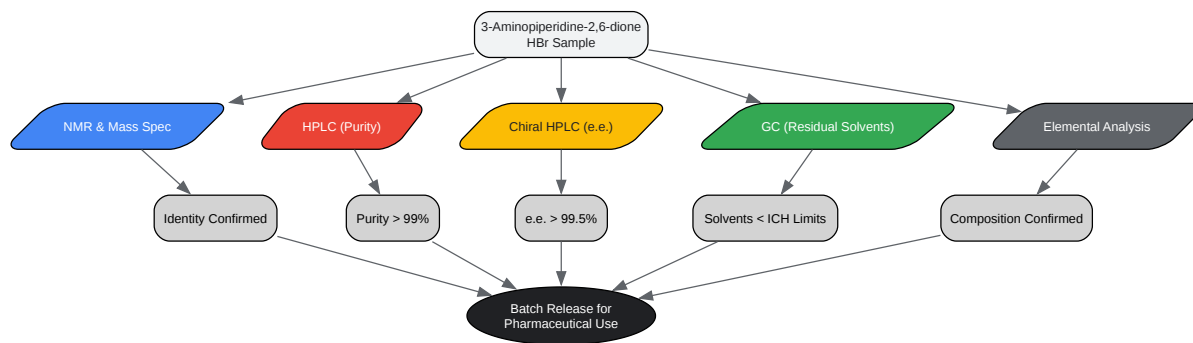 3-Aminopiperidine-2,6-dione
HBr Sample
NMR & Mass Spec
HPLC (Purity)
Chiral HPLC (e.e.)
GC (Residual Solvents)
Elemental Analysis
Identity Confirmed
Purity > 99%
e.e. > 99.5%
Solvents < ICH Limits
Composition Confirmed
Batch Release for
Pharmaceutical Use